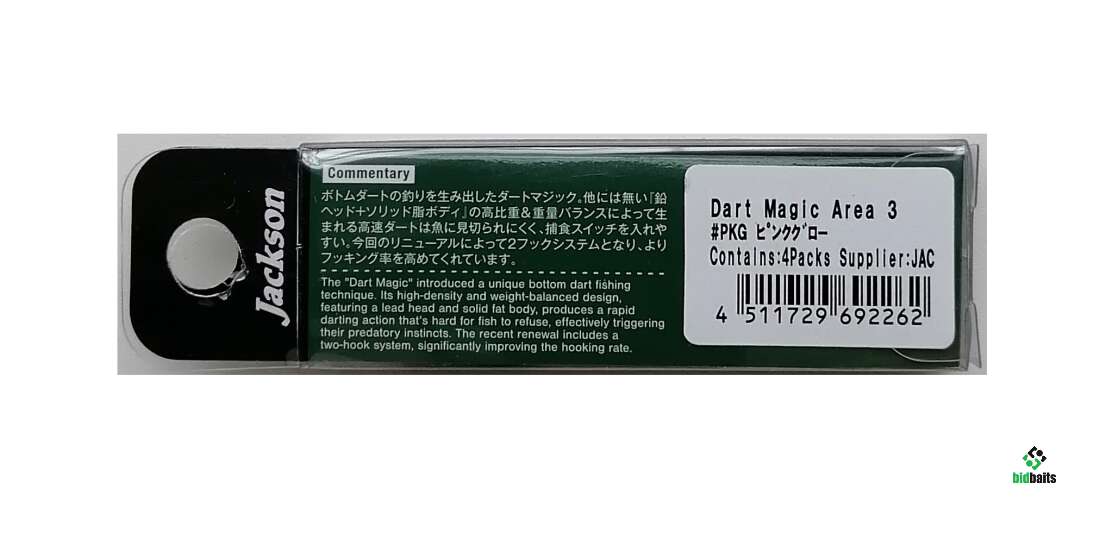 Jackson
Commentary
ボトムダートの釣りを生み出したダートマジック。他には無い『鉛
ヘッド+ソリッド脂ボディ』の高比重&重量バランスによって生
まれる高速ダートは魚に見切られにくく、捕食スイッチを入れや
すい。今回のリニューアルによって2フックシステムとなり、より
フッキング率を高めてくれています。
The "Dart Magic" introduced a unique bottom dart fishing
technique. Its high-density and weight-balanced design,
featuring a lead head and solid fat body, produces a rapid
darting action that's hard for fish to refuse, effectively triggering
their predatory instincts. The recent renewal includes a
two-hook system, significantly improving the hooking rate.
Dart Magic Area 3
#PKG ピンクグロー
Contains:4Packs Supplier:JAC
4 511729 692262
bidbaits